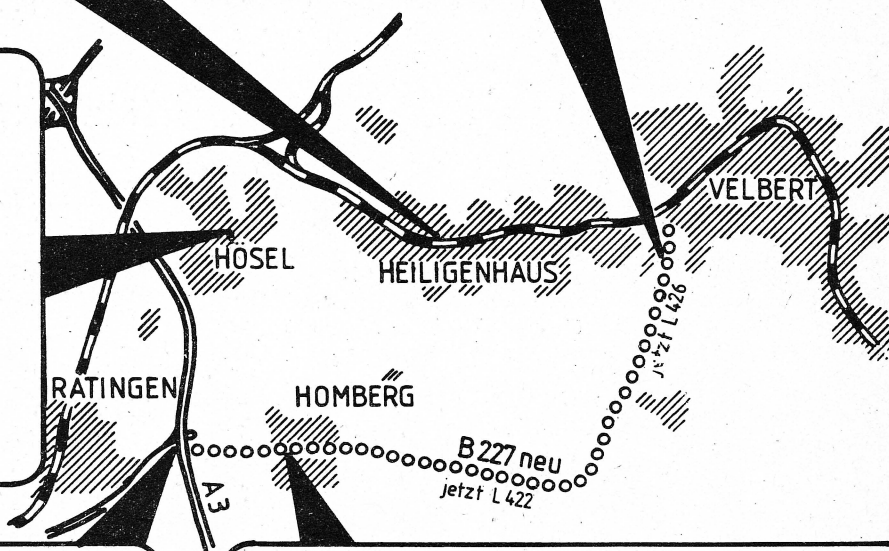 VELBERT
HÖSEL
HEILIGENHAUS
jetzt L 426
RATINGEN
HOMBERG
B 227 neu
jetzt L 422
A3